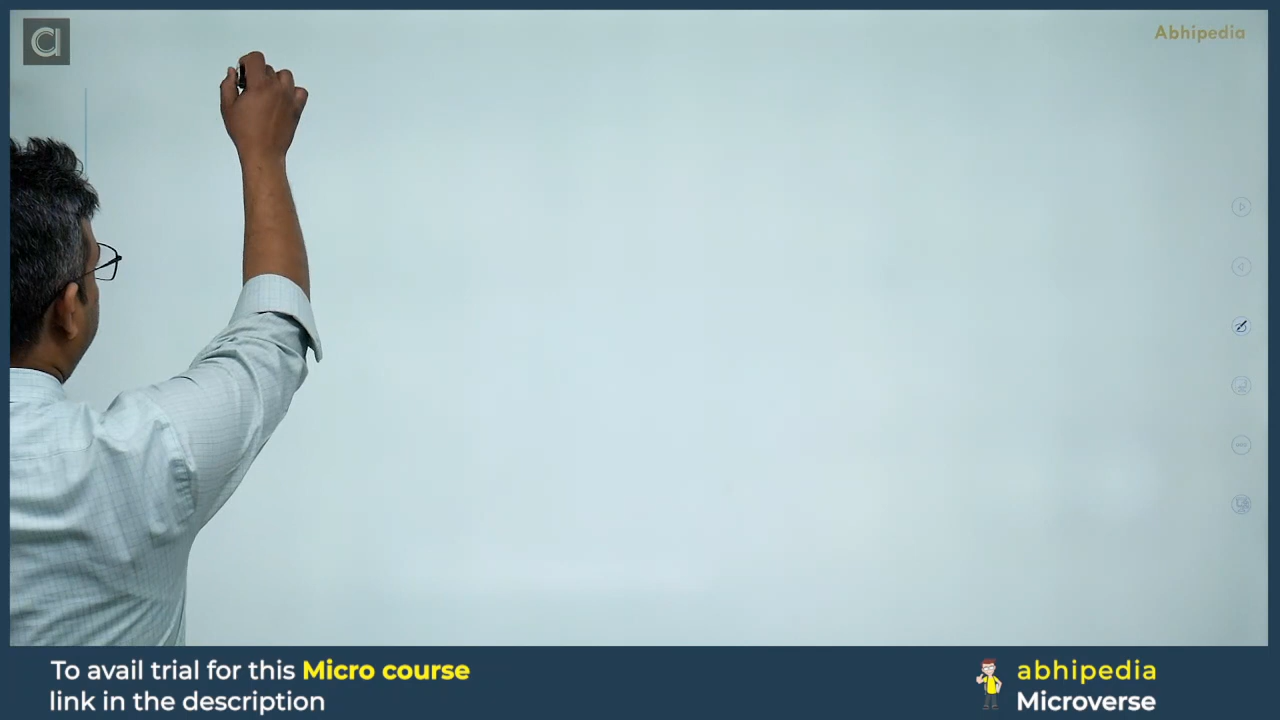 Abhipedia
To avail trial for this Micro course
link in the description
abhipedia
Microverse